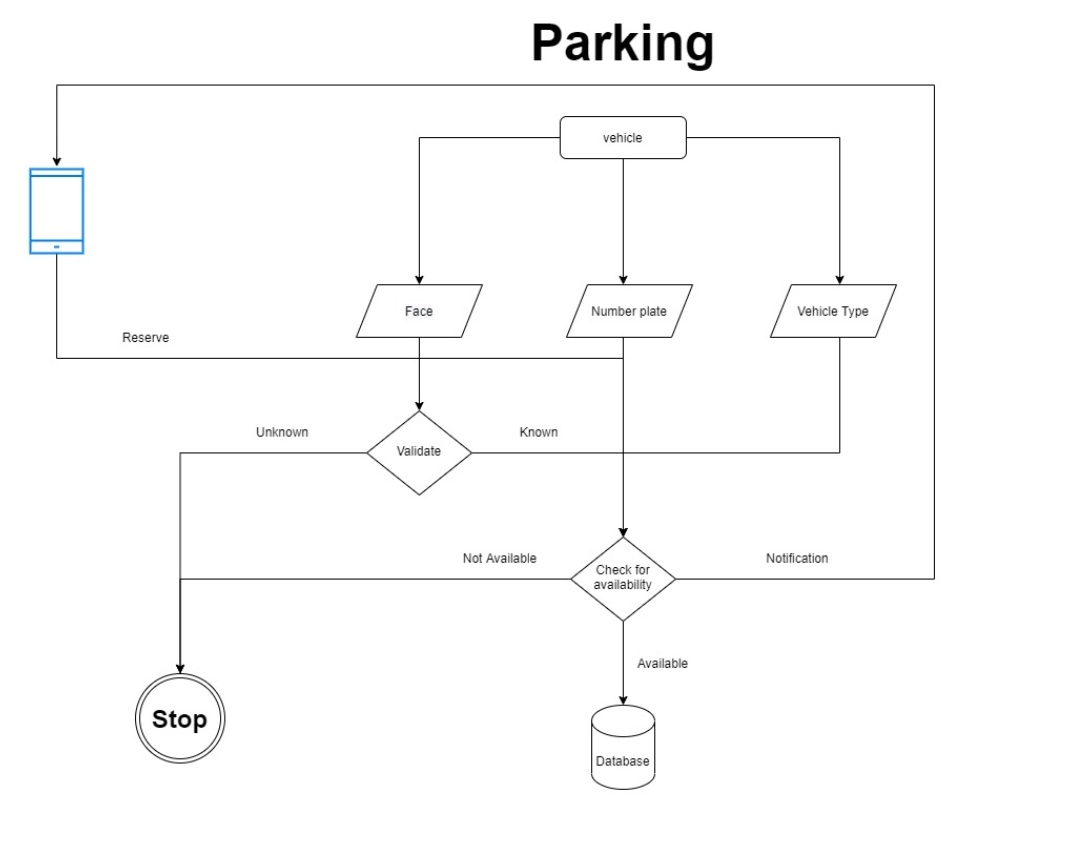 Parking
vehicle
Face
Number plate
Vehicle Type
Reserve
Unknown
Known
Validate
Not Available
Check for
availability
Notification
Available
Stop
Database